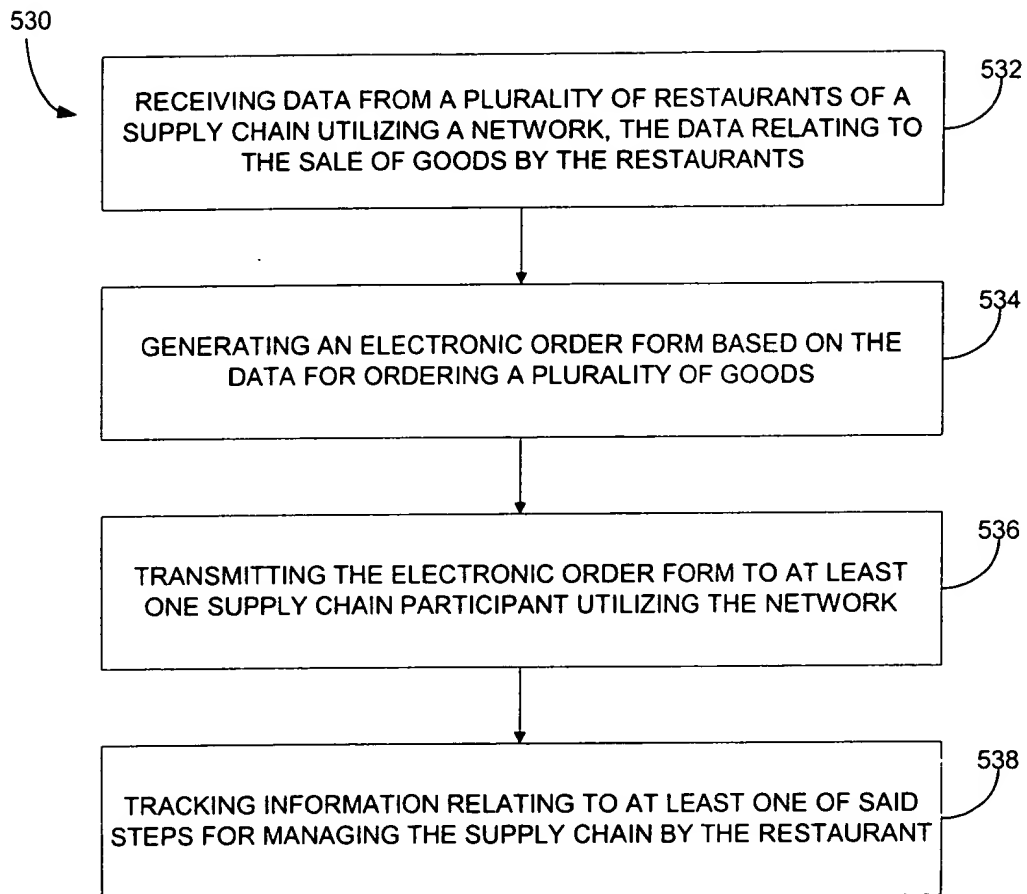 530
532
RECEIVING DATA FROM A PLURALITY OF RESTAURANTS OF A
SUPPLY CHAIN UTILIZING A NETWORK, THE DATA RELATING TO
THE SALE OF GOODS BY THE RESTAURANTS
534
GENERATING AN ELECTRONIC ORDER FORM BASED ON THE
DATA FOR ORDERING A PLURALITY OF GOODS
536
TRANSMITTING THE ELECTRONIC ORDER FORM TO AT LEAST
ONE SUPPLY CHAIN PARTICIPANT UTILIZING THE NETWORK
538
TRACKING INFORMATION RELATING TO AT LEAST ONE OF SAID
STEPS FOR MANAGING THE SUPPLY CHAIN BY THE RESTAURANT